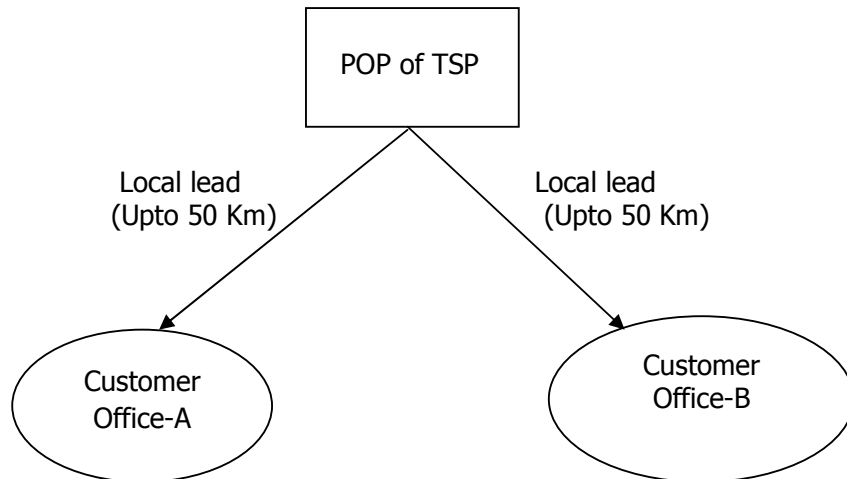 POP of TSP
Local lead
(Upto 50 Km)
Local lead
(Upto 50 Km)
Customer
Office-A
Customer
Office-B